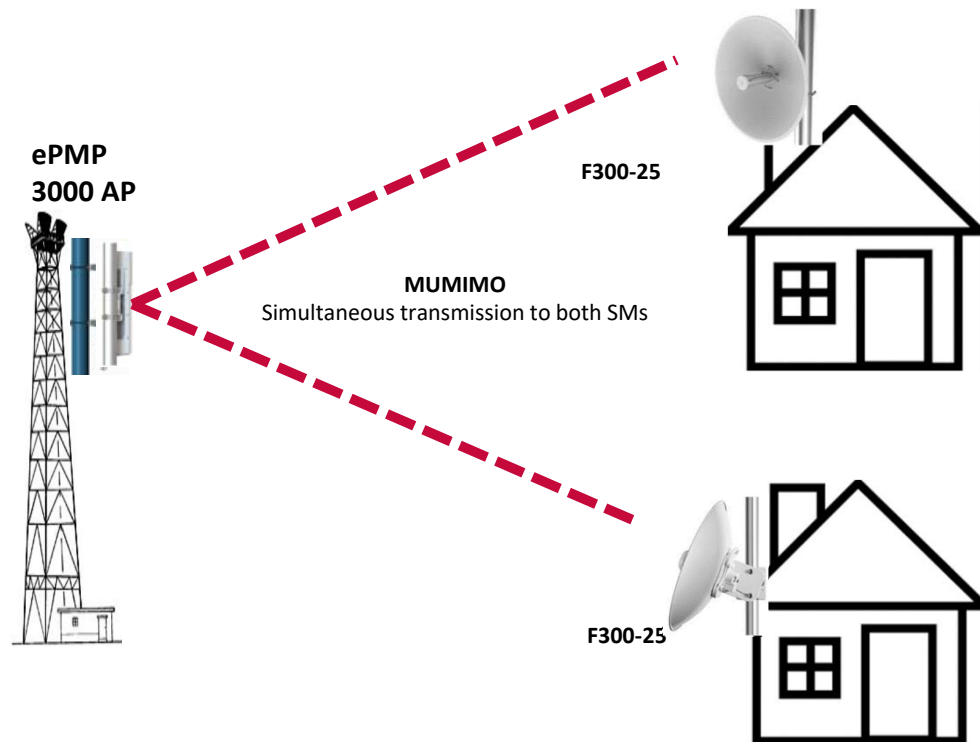 ePMP
3000 AP
F300-25
MUMIMO
Simultaneous transmission to both SMs
F300-25